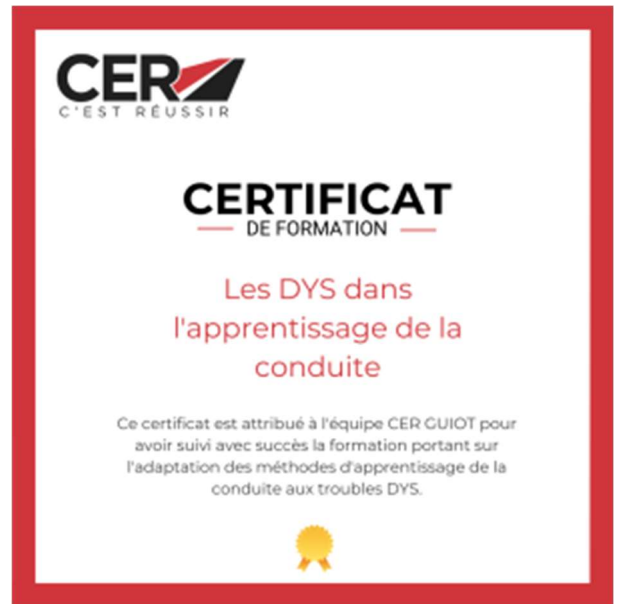 CER
C'EST RÉUSSIR
CERTIFICAT
DE FORMATION
Les DYS dans
l'apprentissage de la
conduite
Ce certificat est attribué à l'équipe CER GUIOT pour
avoir suivi avec succès la formation portant sur
l'adaptation des méthodes d'apprentissage de la
conduite aux troubles DYS.